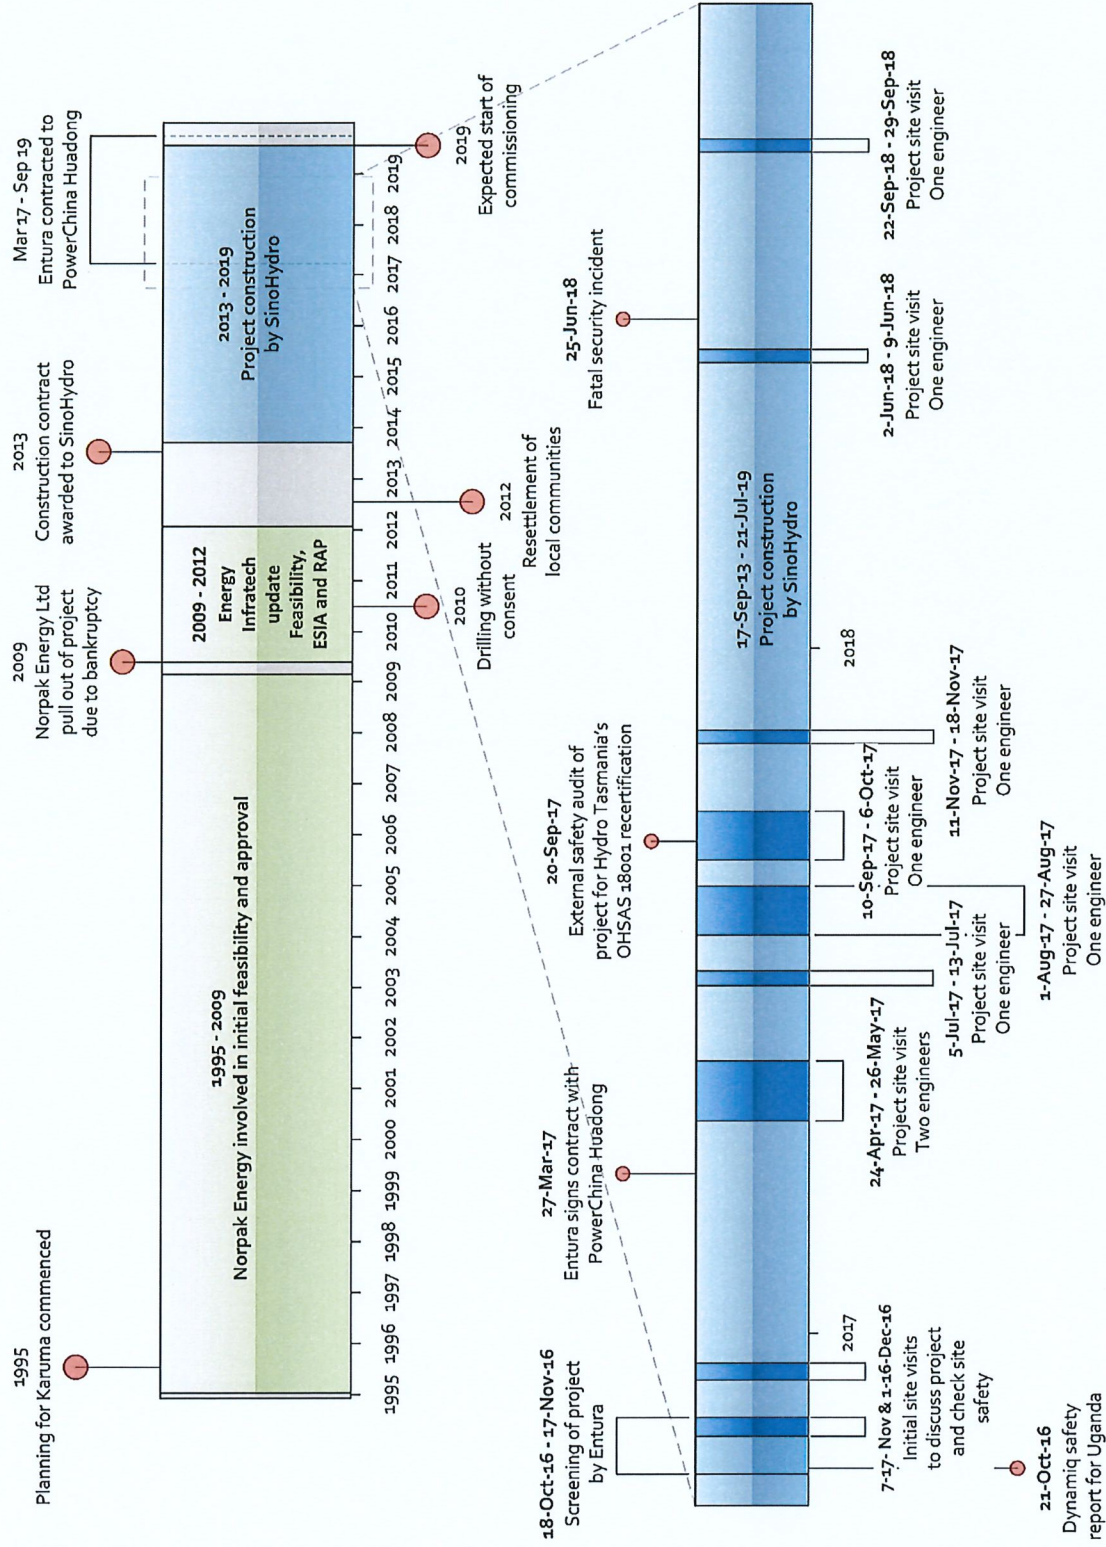 1995
Planning for Karuma commenced
2009
Norpak Energy Ltd
pull out of project
due to bankruptcy
2013
Construction contract
awarded to SinoHydro
Mar 17 - Sep 19
Entura contracted to
PowerChina Huadong
1995 - 2009
Norpak Energy involved in initial feasibility and approval
2009 - 2012
Energy
Infratech
update
Feasibility,
ESIA and RAP
2013 - 2019
Project construction
by SinoHydro
1995 1996 1997 1998 1999 2000 2001 2002 2003 2004 2005 2006 2007 2008 2009 2010 2011 2012 2013 2014 2015 2016 2017 2018 2019
2010
Drilling without
consent
2012
Resettlement of
local communities
2019
Expected start of
commissioning
18-Oct-16 - 17-Nov-16
Screening of project
by Entura
27-Mar-17
Entura signs contract with
PowerChina Huadong
20-Sep-17
External safety audit of
project for Hydro Tasmania's
OHSAS 18001 recertification
25-Jun-18
Fatal security incident
17-Sep-13 - 21-Jul-19
Project construction
by SinoHydro
2017
2018
7-17- Nov & 1-16-Dec-16
Initial site visits
to discuss project
and check site
safety
21-Oct-16
Dynamiq safety
report for Uganda
24-Apr-17 - 26-May-17
Project site visit
Two engineers
5-Jul-17 - 13-Jul-17
Project site visit
One engineer
1-Aug-17 - 27-Aug-17
Project site visit
One engineer
10-Sep-17 - 6-Oct-17
Project site visit
One engineer
11-Nov-17 - 18-Nov-17
Project site visit
One engineer
2-Jun-18 - 9-Jun-18
Project site visit
One engineer
22-Sep-18 - 29-Sep-18
Project site visit
One engineer